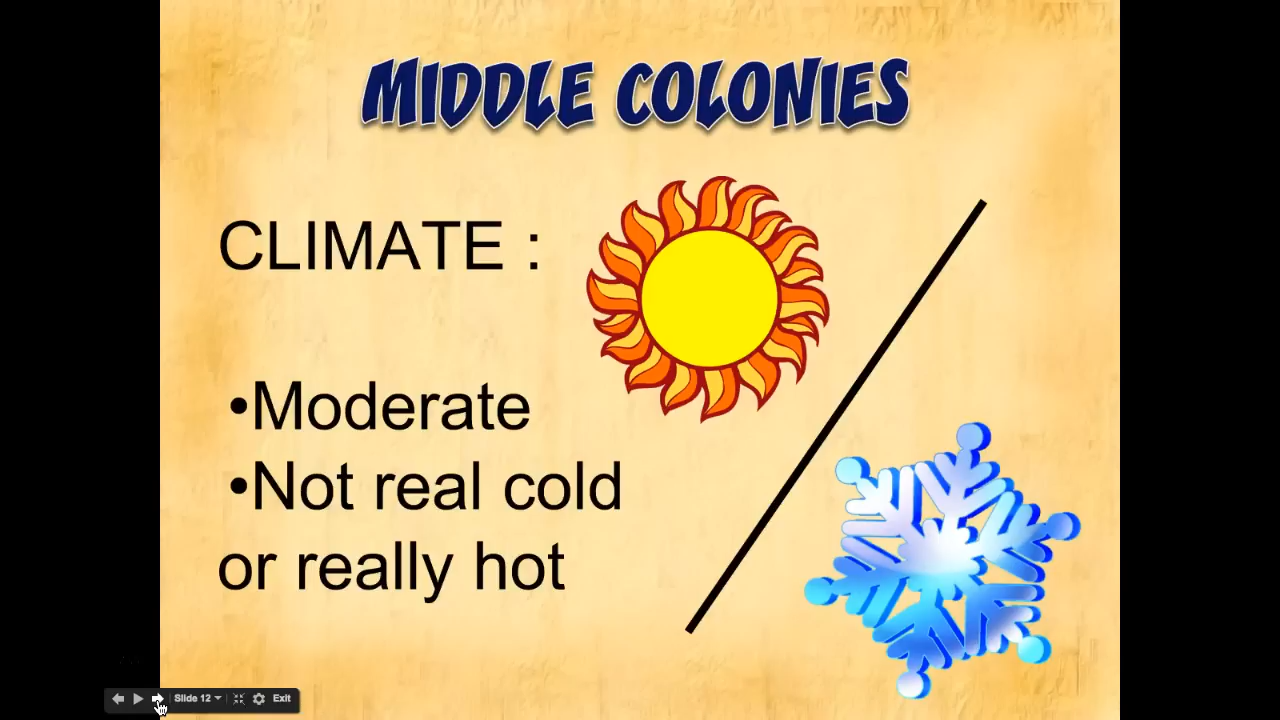 MIDDLE COLONIES
CLIMATE :
•Moderate
•Not real cold
or really hot
Slide 12
Exit